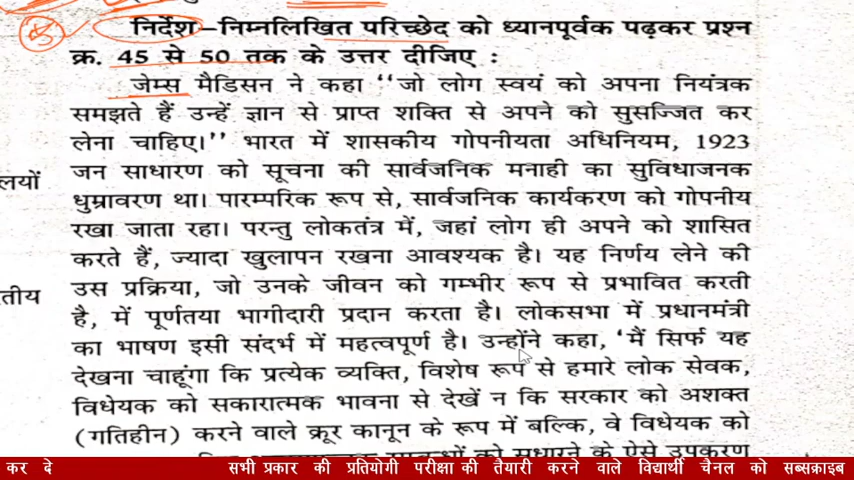 निर्देश–निम्नलिखित परिच्छेद को ध्यानपूर्वक पढ़कर प्रश्न
क्र. 45 से 50 तक के उत्तर दीजिए :
जेम्स मैडिसन ने कहा ‘‘जो लोग स्वयं को अपना नियंत्रक
समझते हैं उन्हें ज्ञान से प्राप्त शक्ति से अपने को सुसज्जित कर
लेना चाहिए।’’ भारत में शासकीय गोपनीयता अधिनियम, 1923
जन साधारण को सूचना की सार्वजनिक मनाही का सुविधाजनक
लयों
धुम्रावरण था। पारम्परिक रूप से, सार्वजनिक कार्यकरण को गोपनीय
रखा जाता रहा। परन्तु लोकतंत्र में, जहां लोग ही अपने को शासित
करते हैं, ज्यादा खुलापन रखना आवश्यक है। यह निर्णय लेने की
उस प्रक्रिया, जो उनके जीवन को गम्भीर रूप से प्रभावित करती
तीय
है, में पूर्णतया भागीदारी प्रदान करता है। लोकसभा में प्रधानमंत्री
का भाषण इसी संदर्भ में महत्वपूर्ण है। उन्होंने कहा, ‘मैं सिर्फ यह
देखना चाहूंगा कि प्रत्येक व्यक्ति, विशेष रूप से हमारे लोक सेवक,
विधेयक को सकारात्मक भावना से देखें न कि सरकार को अशक्त
(गतिहीन) करने वाले क्रूर कानून के रूप में बल्कि, वे विधेयक को
को सुधारने के ऐसे उपकरण
कर दे सभी प्रकार की प्रतियोगी परीक्षा की तैयारी करने वाले विद्यार्थी चैनल को सब्सक्राइब